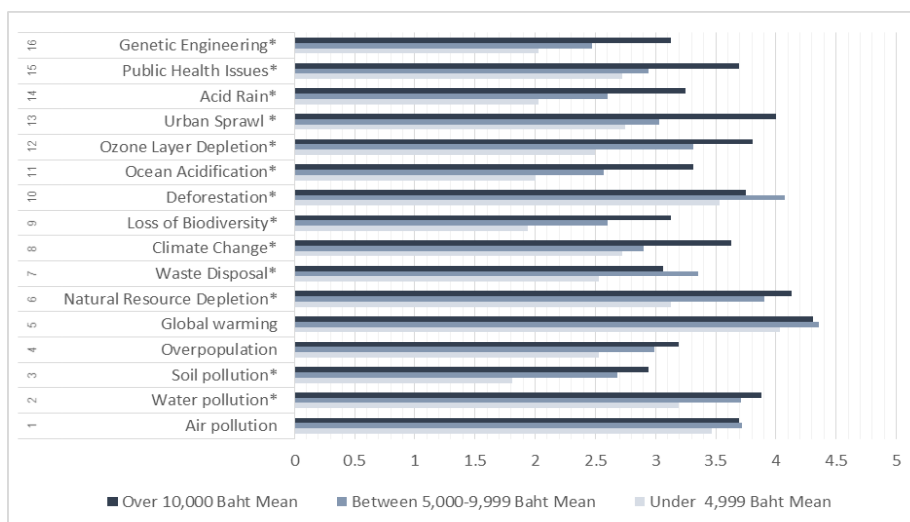 16 Genetic Engineering*
15 Public Health Issues*
14 Acid Rain*
13 Urban Sprawl *
12 Ozone Layer Depletion*
11 Ocean Acidification*
10 Deforestation*
9 Loss of Biodiversity*
8 Climate Change*
7 Waste Disposal*
6 Natural Resource Depletion*
5 Global warming
4 Overpopulation
3 Soil pollution*
2 Water pollution*
1 Air pollution
0 0.5 1 1.5 2 2.5 3 3.5 4 4.5 5
Over 10,000 Baht Mean Between 5,000-9,999 Baht Mean Under 4,999 Baht Mean